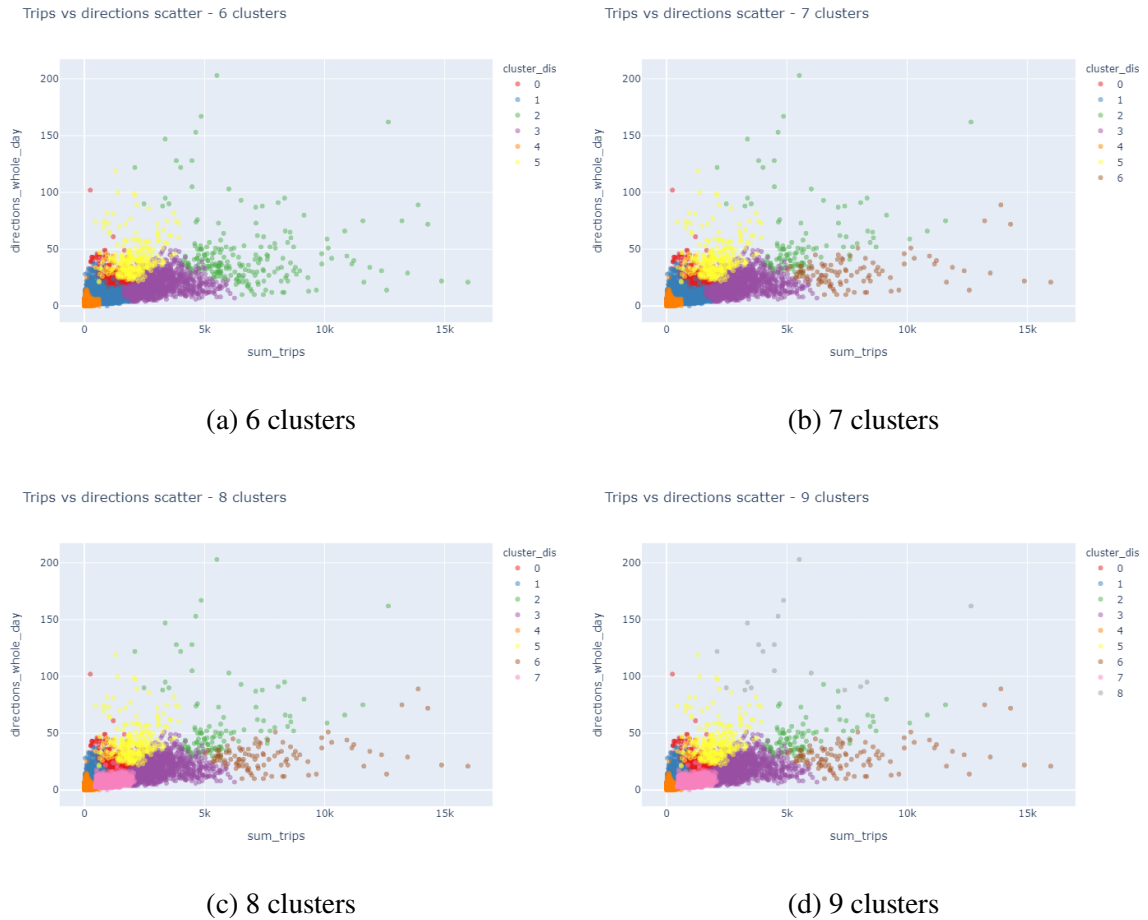 Trips vs directions scatter - 6 clusters
directions_whole_day
200
150
100
50
0
0
5k
10k
15k
sum_trips
cluster_dis
0
1
2
3
4
5
(a) 6 clusters
Trips vs directions scatter - 7 clusters
directions_whole_day
200
150
100
50
0
0
5k
10k
15k
sum_trips
cluster_dis
0
1
2
3
4
5
6
(b) 7 clusters
Trips vs directions scatter - 8 clusters
directions_whole_day
200
150
100
50
0
0
5k
10k
15k
sum_trips
cluster_dis
0
1
2
3
4
5
6
7
(c) 8 clusters
Trips vs directions scatter - 9 clusters
directions_whole_day
200
150
100
50
0
0
5k
10k
15k
sum_trips
cluster_dis
0
1
2
3
4
5
6
7
8
(d) 9 clusters